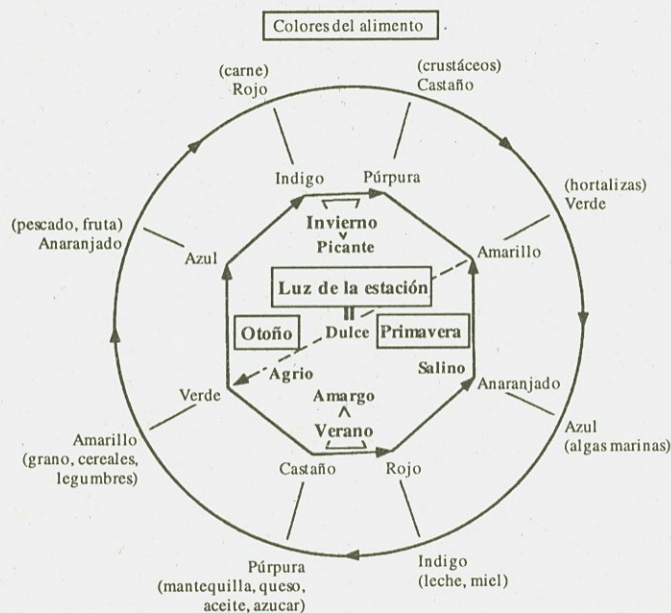 Colores del alimento
(carne)
Rojo
(crustáceos)
Castaño
Indigo
Púrpura
(hortalizas)
Verde
Invierno
Picante
(pescado, fruta)
Anaranjado
Azul
Amarillo
Luz de la estación
Otoño
Dulce
Primavera
Agrio
Salino
Verde
Amargo
Anaranjado
Verano
Azul
(algas marinas)
Amarillo
(grano, cereales,
legumbres)
Castaño
Rojo
Púrpura
(mantequilla, queso,
aceite, azucar)
Indigo
(leche, miel)